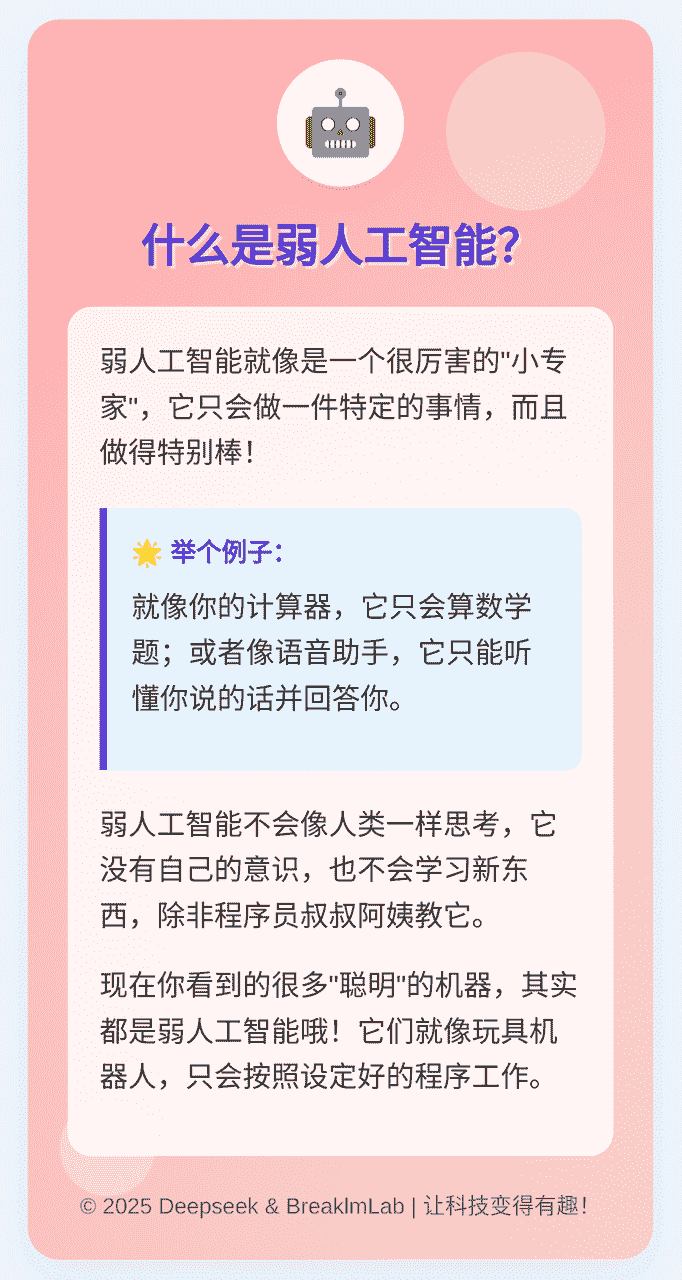 什么是弱人工智能？
弱人工智能就像是一个很厉害的"小专
家"，它只会做一件特定的事情，而且
做得特别棒！
🌟 举个例子：
就像你的计算器，它只会算数学
题；或者像语音助手，它只能听
懂你说的话并回答你。
弱人工智能不会像人类一样思考，它
没有自己的意识，也不会学习新东
西，除非程序员叔叔阿姨教它。
现在你看到的很多"聪明"的机器，其实
都是弱人工智能哦！它们就像玩具机
器人，只会按照设定好的程序工作。
© 2025 Deepseek & BreaklmLab | 让科技变得有趣！